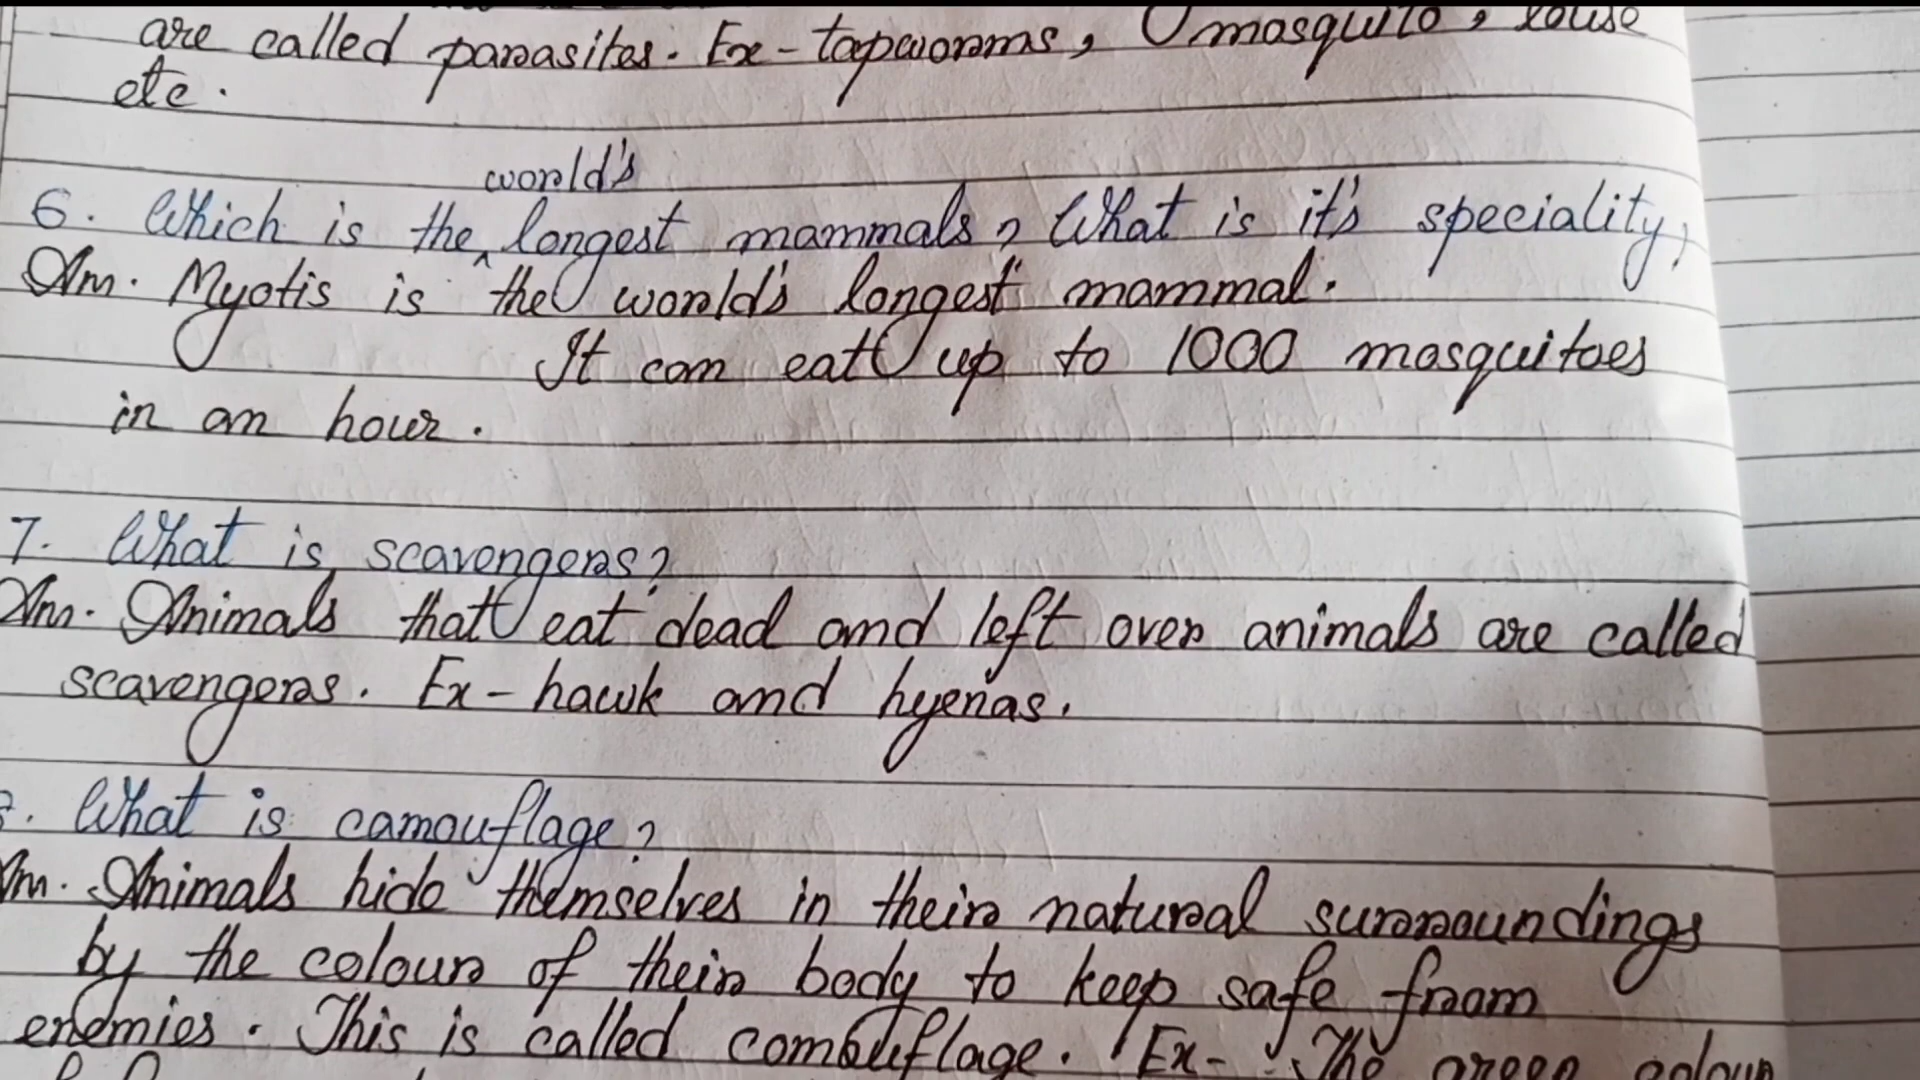 are called parasites. Ex - tapworms, mosquito, louse
etc.
world's
6. Which is the ^ longest mammals? What is it's speciality?
Ans. Myotis is the world's longest mammal.
It can eat up to 1000 mosquitoes
in an hour.
7. What is scavengers?
Ans. Animals that eat dead and left over animals are called
scavengers. Ex - hawk and hyenas.
. What is camouflage?
Ans. Animals hide themselves in their natural surroundings
by the colour of their body to keep safe from
enemies. This is called comouflage. Ex - The green colour